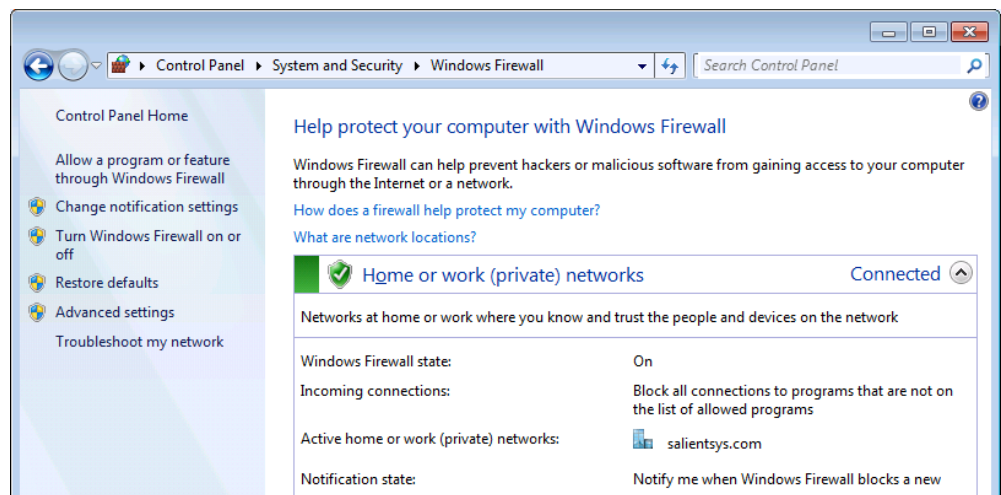 Control Panel System and Security Windows Firewall Search Control Panel
Control Panel Home
Allow a program or feature
through Windows Firewall
Change notification settings
Turn Windows Firewall on or
off
Restore defaults
Advanced settings
Troubleshoot my network
Help protect your computer with Windows Firewall
Windows Firewall can help prevent hackers or malicious software from gaining access to your computer
through the Internet or a network.
How does a firewall help protect my computer?
What are network locations?
Home or work (private) networks Connected
Networks at home or work where you know and trust the people and devices on the network
Windows Firewall state: On
Incoming connections: Block all connections to programs that are not on
the list of allowed programs
Active home or work (private) networks: salientsys.com
Notification state: Notify me when Windows Firewall blocks a new